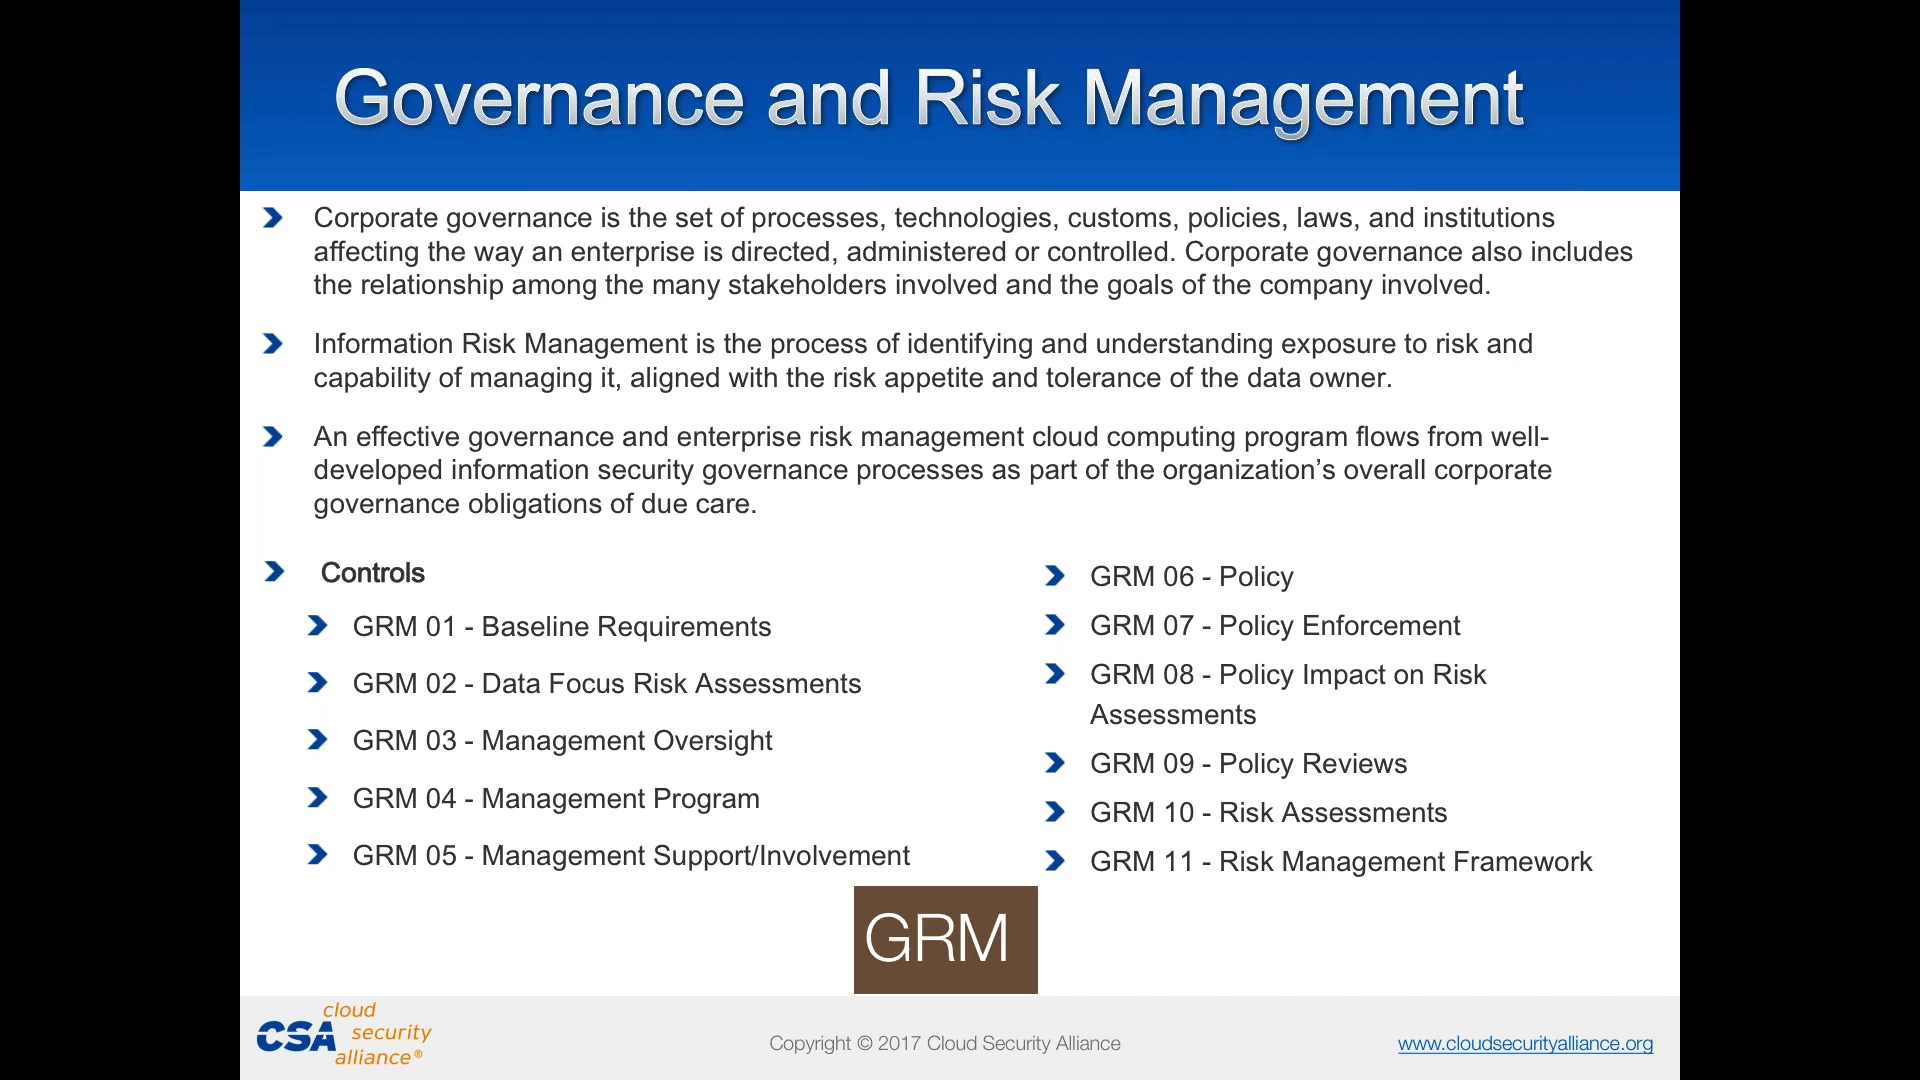 Governance and Risk Management
Corporate governance is the set of processes, technologies, customs, policies, laws, and institutions
affecting the way an enterprise is directed, administered or controlled. Corporate governance also includes
the relationship among the many stakeholders involved and the goals of the company involved.
Information Risk Management is the process of identifying and understanding exposure to risk and
capability of managing it, aligned with the risk appetite and tolerance of the data owner.
An effective governance and enterprise risk management cloud computing program flows from well-
developed information security governance processes as part of the organization’s overall corporate
governance obligations of due care.
Controls
GRM 01 - Baseline Requirements
GRM 02 - Data Focus Risk Assessments
GRM 03 - Management Oversight
GRM 04 - Management Program
GRM 05 - Management Support/Involvement
GRM 06 - Policy
GRM 07 - Policy Enforcement
GRM 08 - Policy Impact on Risk
Assessments
GRM 09 - Policy Reviews
GRM 10 - Risk Assessments
GRM 11 - Risk Management Framework
GRM
cloud
CSA security
alliance®
Copyright © 2017 Cloud Security Alliance
www.cloudsecurityalliance.org